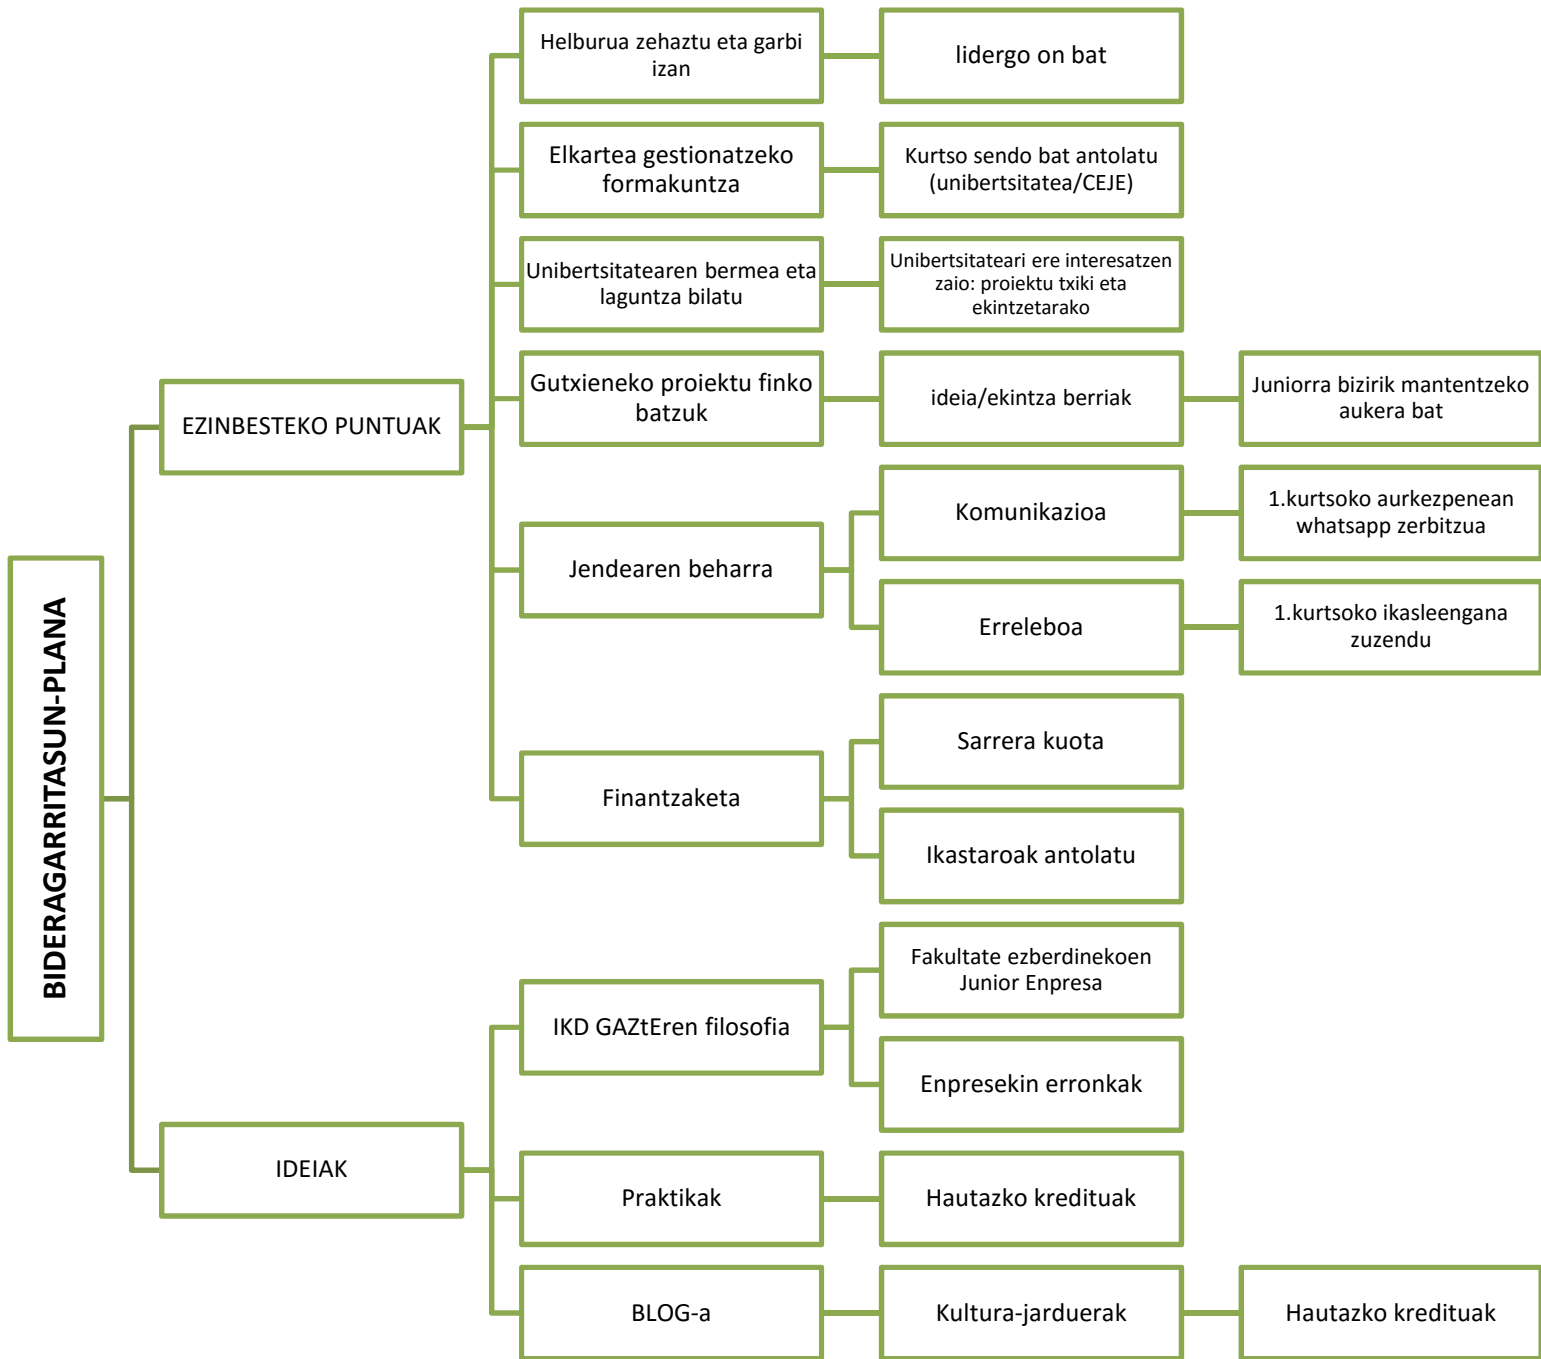 BIDERAGARRITASUN-PLANA
EZINBESTEKO PUNTUAK
Helburua zehaztu eta garbi
izan
lidergo on bat
Elkartea gestionatzeko
formakuntza
Kurtso sendo bat antolatu
(unibertsitatea/CEJE)
Unibertsitatearen bermea eta
laguntza bilatu
Unibertsitateari ere interesatzen
zaio: proiektu txiki eta
ekintzetarako
Gutxieneko proiektu finko
batzuk
ideia/ekintza berriak
Juniorra bizirik mantentzeko
aukera bat
Jendearen beharra
Komunikazioa
1.kurtsoko aurkezpenean
whatsapp zerbitzua
Erreleboa
1.kurtsoko ikasleengana
zuzendu
Finantzaketa
Sarrera kuota
Ikastaroak antolatu
IDEIAK
IKD GAZtEren filosofia
Fakultate ezberdinekoen
Junior Enpresa
Enpresekin erronkak
Praktikak
Hautazko kredituak
BLOG-a
Kultura-jarduerak
Hautazko kredituak